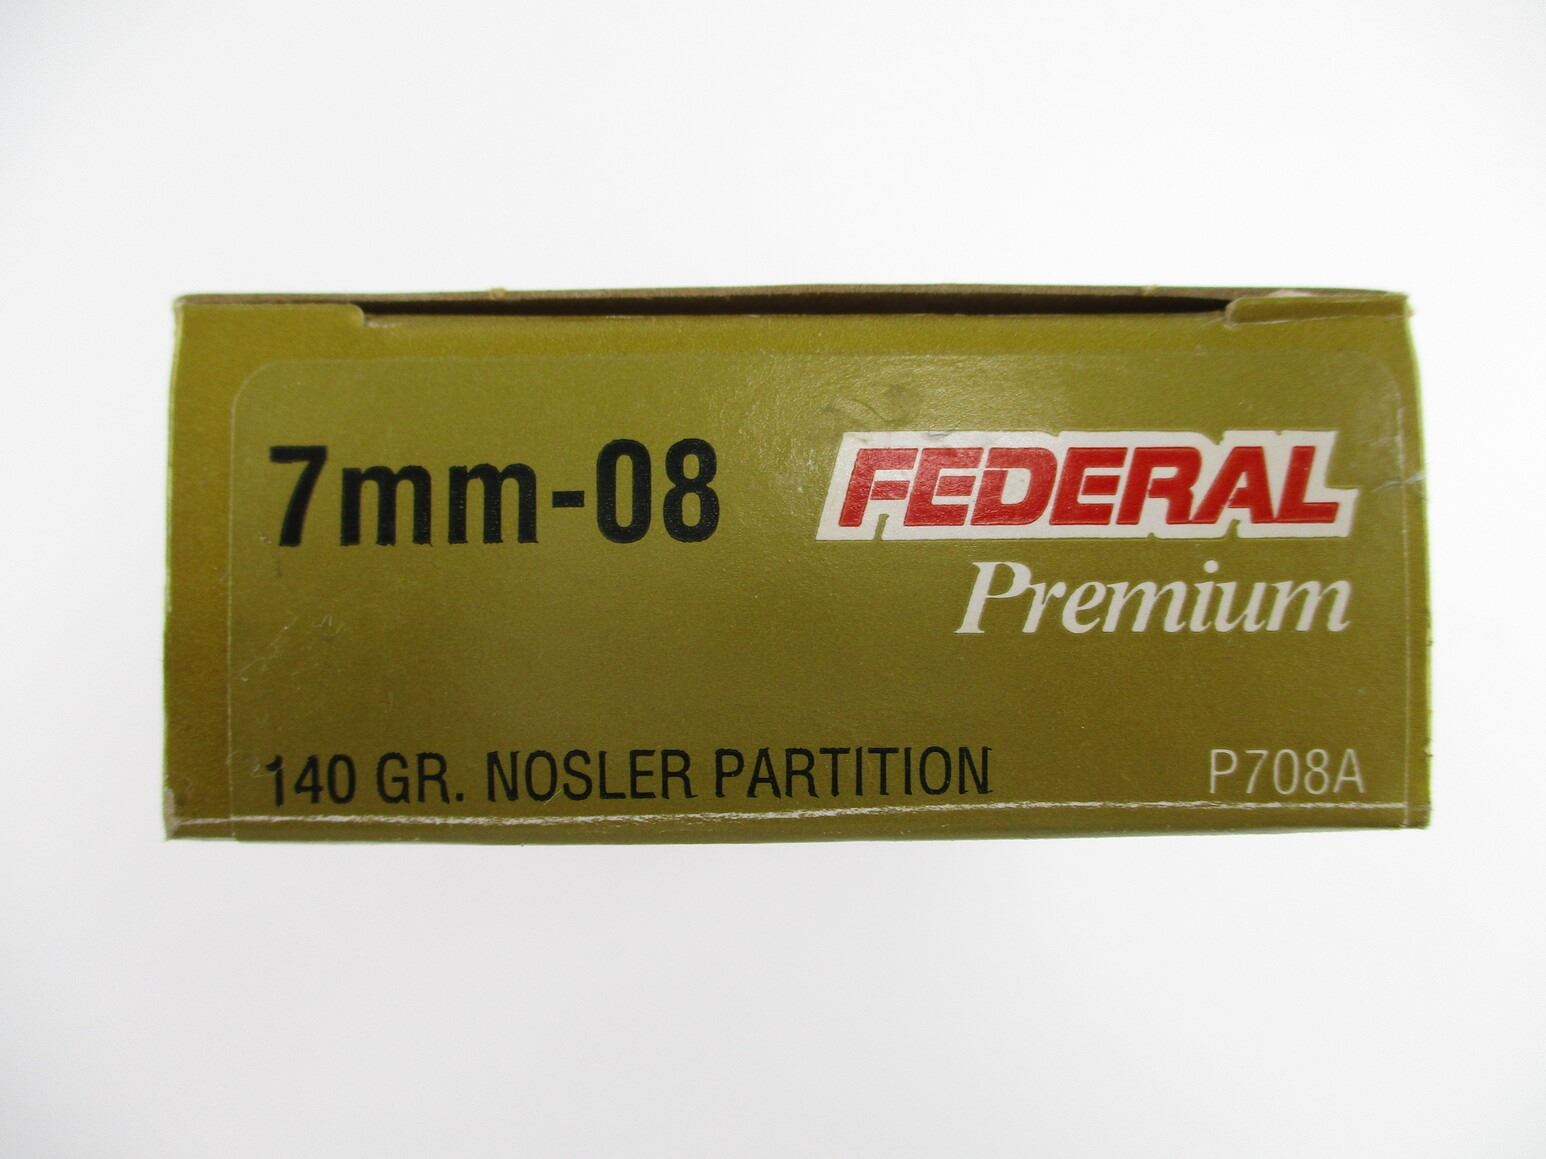 7mm-08
FEDERAL
Premium
140 GR. NOSLER PARTITION
P708A